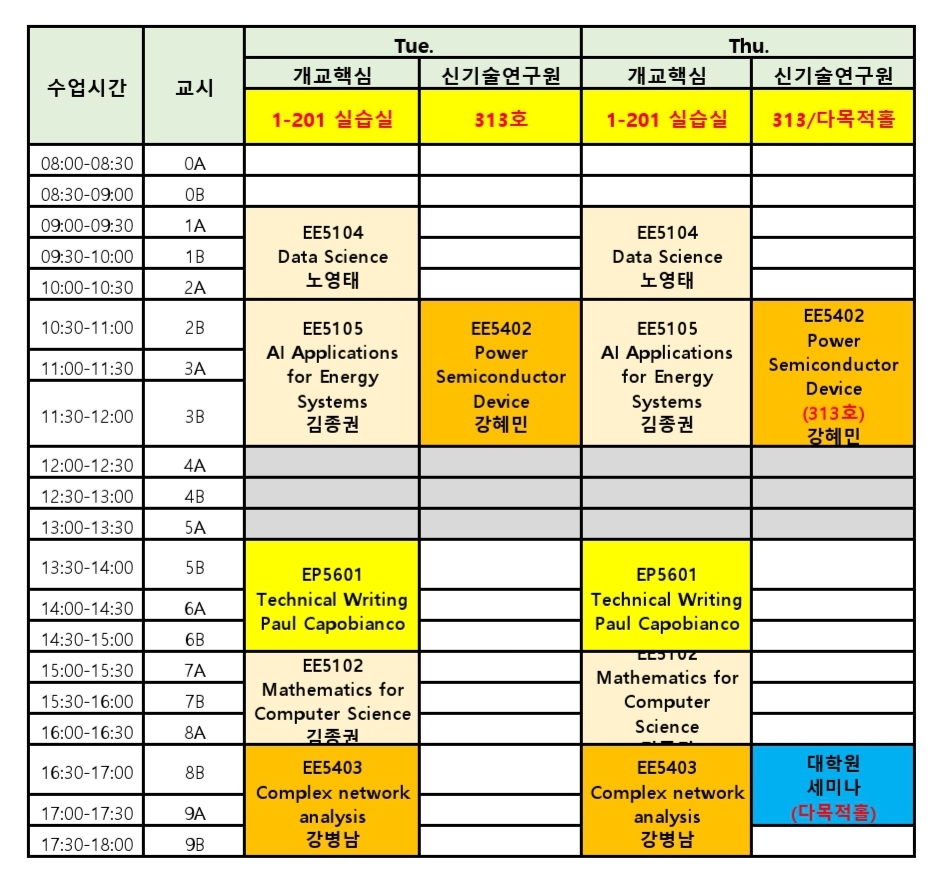 수업시간 교시 Tue. Thu.
개교핵심 신기술연구원 개교핵심 신기술연구원
1-201 실습실 313호 1-201 실습실 313/다목적홀
08:00-08:30 0A
08:30-09:00 0B
09:00-09:30 1A
09:30-10:00 1B
10:00-10:30 2A
EE5104
Data Science
노영태
EE5104
Data Science
노영태
10:30-11:00 2B
11:00-11:30 3A
11:30-12:00 3B
EE5105
AI Applications
for Energy
Systems
김종권
EE5402
Power
Semiconductor
Device
강혜민
EE5105
AI Applications
for Energy
Systems
김종권
EE5402
Power
Semiconductor
Device
(313호)
강혜민
12:00-12:30 4A
12:30-13:00 4B
13:00-13:30 5A
13:30-14:00 5B
14:00-14:30 6A
14:30-15:00 6B
EP5601
Technical Writing
Paul Capobianco
EP5601
Technical Writing
Paul Capobianco
15:00-15:30 7A
15:30-16:00 7B
16:00-16:30 8A
EE5102
Mathematics for
Computer Science
김종권
EE5102
Mathematics for
Computer
Science
16:30-17:00 8B
17:00-17:30 9A
17:30-18:00 9B
EE5403
Complex network
analysis
강병남
EE5403
Complex network
analysis
강병남
대학원
세미나
(다목적홀)